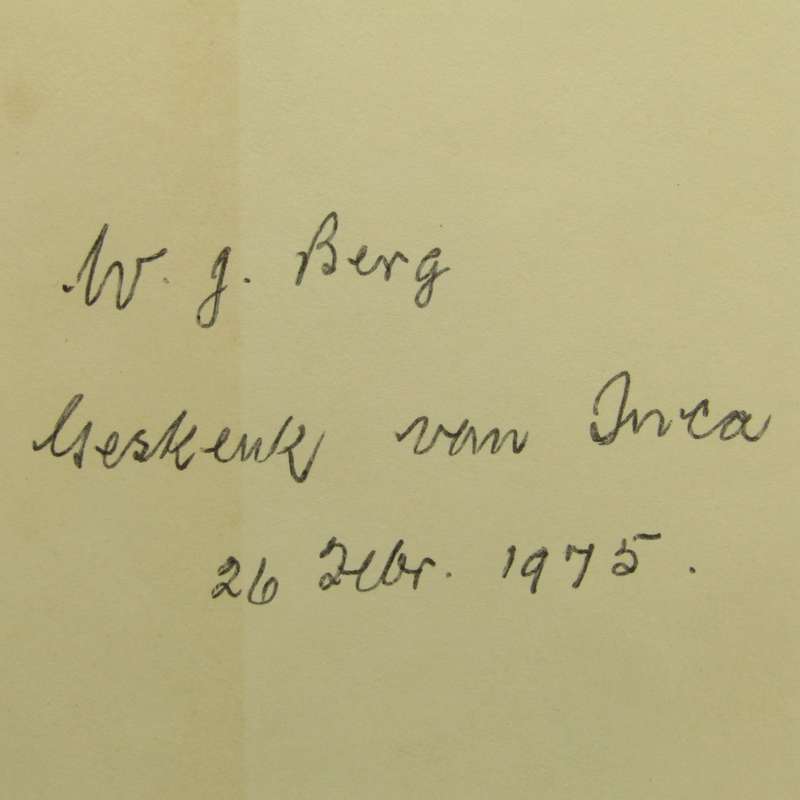 W. G. Berg
Geskenk van Inca
26 Febr. 1975.